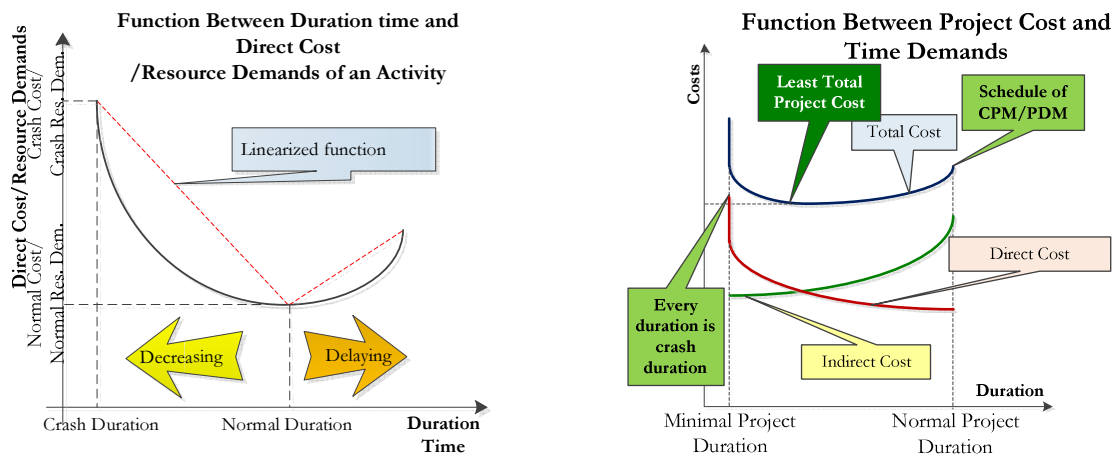 Function Between Duration time and
Direct Cost
/Resource Demands of an Activity
Direct Cost/Resource Demands
Crash Cost/
Crash Res. Dem.
Normal Cost/
Normal Res. Dem.
Linearized function
Decreasing
Delaying
Crash Duration
Normal Duration
Duration
Time
Function Between Project Cost and
Time Demands
Costs
Least Total
Project Cost
Total Cost
Schedule of
CPM/PDM
Direct Cost
Every
duration is
crash
duration
Indirect Cost
Duration
Minimal Project
Duration
Normal Project
Duration